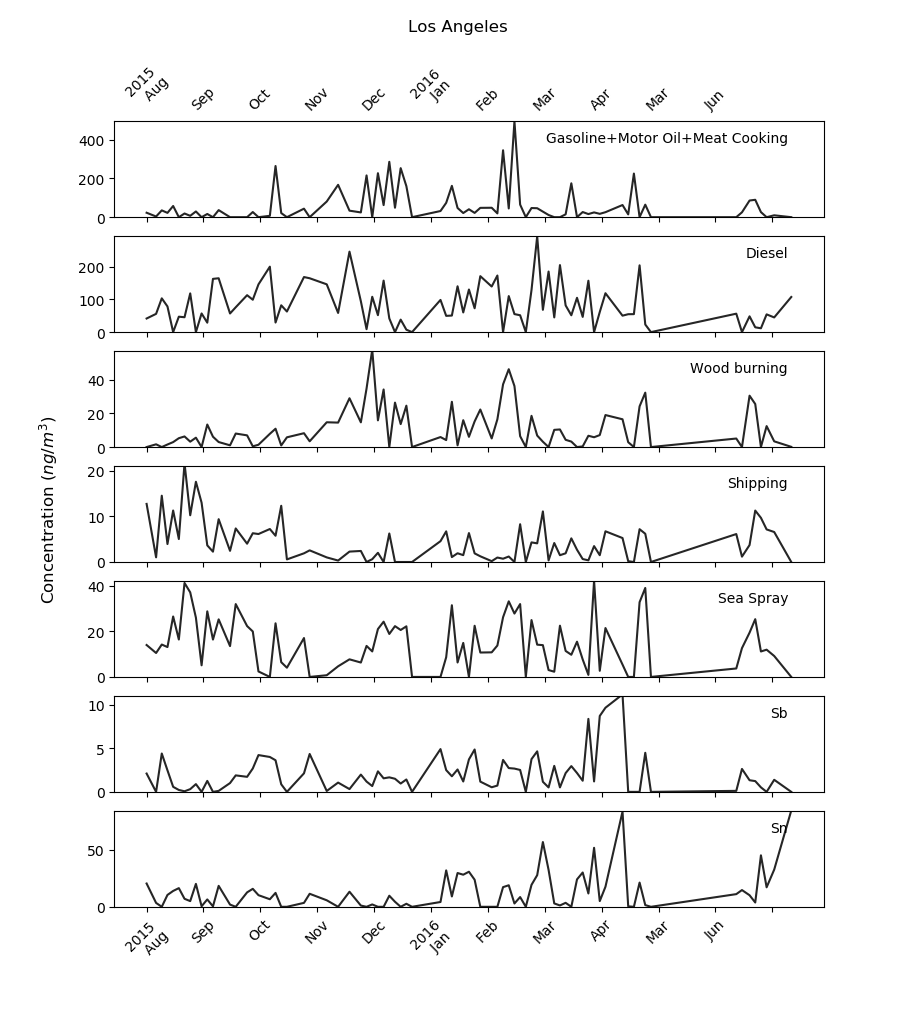 Los Angeles
2015
Aug Sep Oct Nov Dec 2016
Jan Feb Mar Apr Mar Jun
Concentration (ng/m³)
400
200
0
Gasoline+Motor Oil+Meat Cooking
200
100
0
Diesel
40
20
0
Wood burning
20
10
0
Shipping
40
20
0
Sea Spray
10
5
0
Sb
50
0
Sn
2015
Aug Sep Oct Nov Dec 2016
Jan Feb Mar Apr Mar Jun